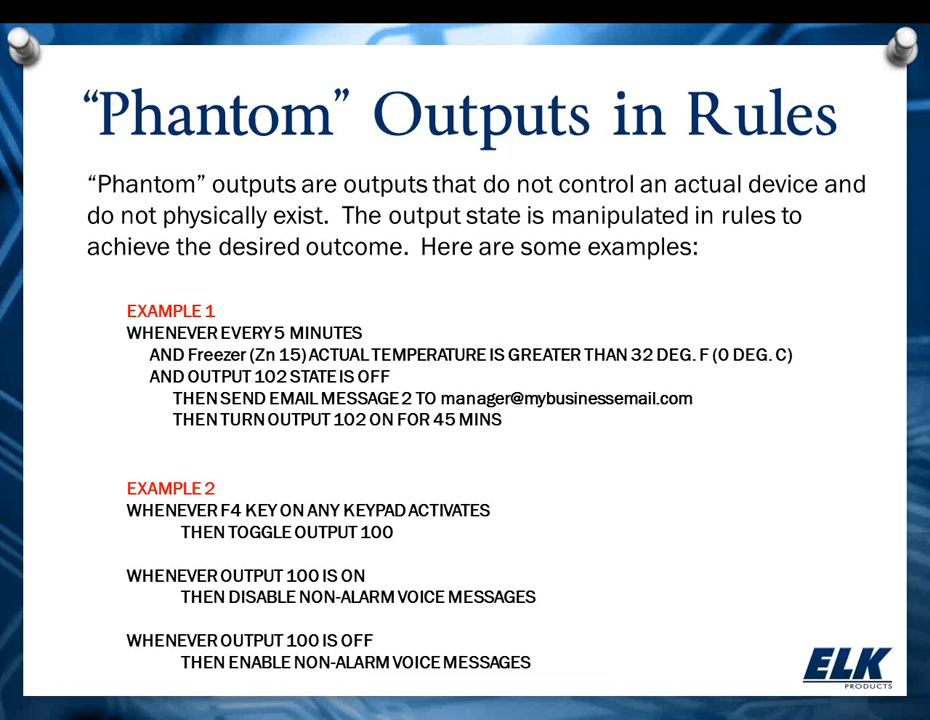 “Phantom” Outputs in Rules
“Phantom” outputs are outputs that do not control an actual device and
do not physically exist.  The output state is manipulated in rules to
achieve the desired outcome.  Here are some examples:
EXAMPLE 1
WHENEVER EVERY 5 MINUTES
AND Freezer (Zn 15) ACTUAL TEMPERATURE IS GREATER THAN 32 DEG. F (0 DEG. C)
AND OUTPUT 102 STATE IS OFF
THEN SEND EMAIL MESSAGE 2 TO manager@mybusinessemail.com
THEN TURN OUTPUT 102 ON FOR 45 MINS
EXAMPLE 2
WHENEVER F4 KEY ON ANY KEYPAD ACTIVATES
THEN TOGGLE OUTPUT 100
WHENEVER OUTPUT 100 IS ON
THEN DISABLE NON-ALARM VOICE MESSAGES
WHENEVER OUTPUT 100 IS OFF
THEN ENABLE NON-ALARM VOICE MESSAGES
ELK
PRODUCTS